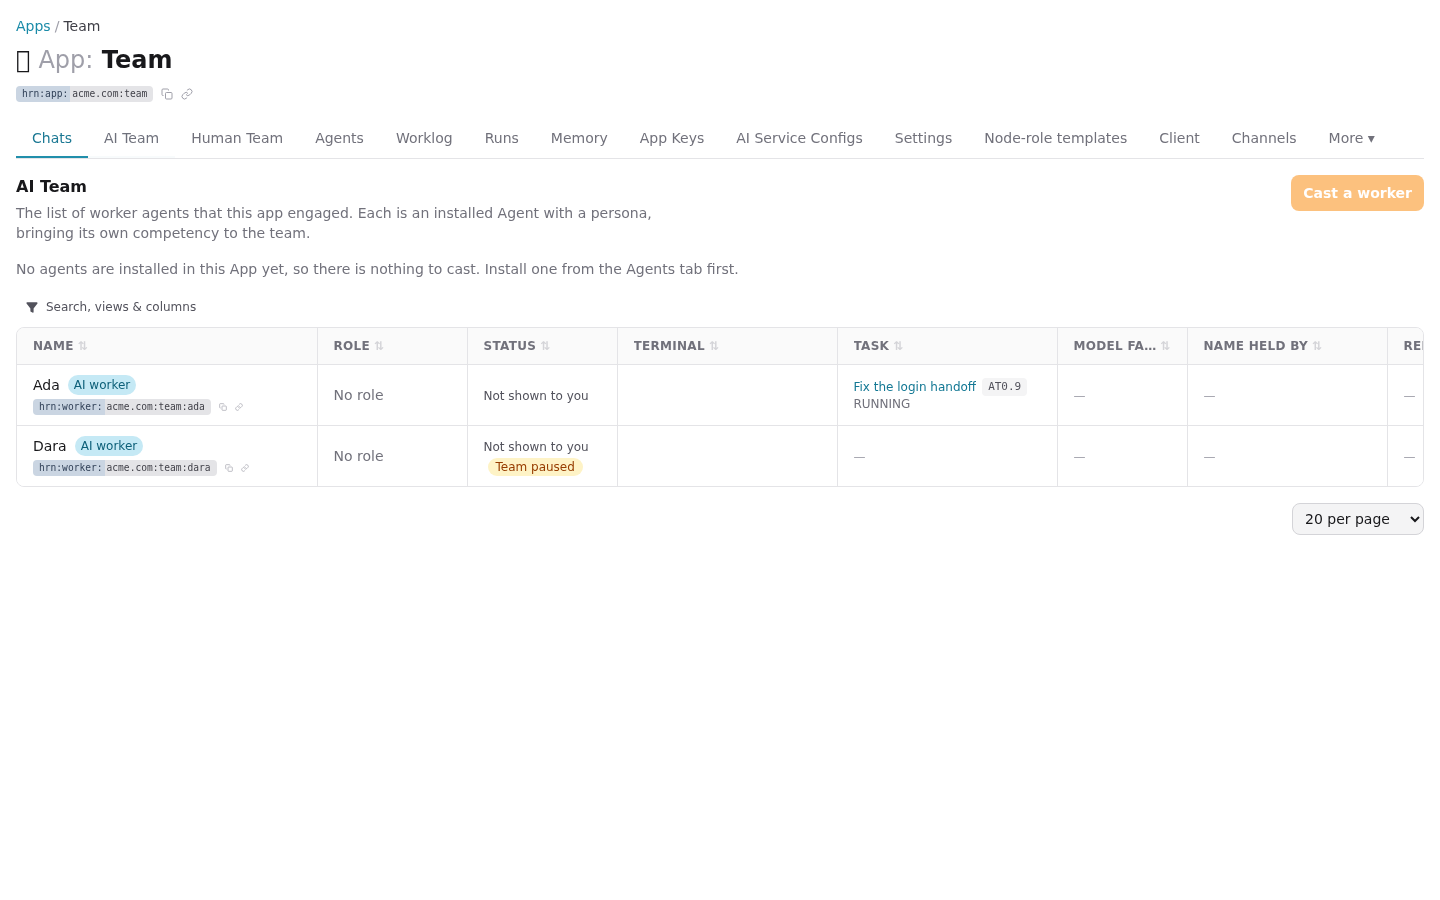 Apps / Team
App: Team
hrn:app: acme.com:team
Chats AI Team Human Team Agents Worklog Runs Memory App Keys AI Service Configs Settings Node-role templates Client Channels More ▾
AI Team
Cast a worker
The list of worker agents that this app engaged. Each is an installed Agent with a persona,
bringing its own competency to the team.
No agents are installed in this App yet, so there is nothing to cast. Install one from the Agents tab first.
Search, views & columns
NAME ⇅ ROLE ⇅ STATUS ⇅ TERMINAL ⇅ TASK ⇅ MODEL FA… ⇅ NAME HELD BY ⇅
Ada AI worker
hrn:worker: acme.com:team:ada
No role
Not shown to you
Fix the login handoff AT0.9
RUNNING
— — —
Dara AI worker
hrn:worker: acme.com:team:dara
No role
Not shown to you
Team paused
— — — —
20 per page